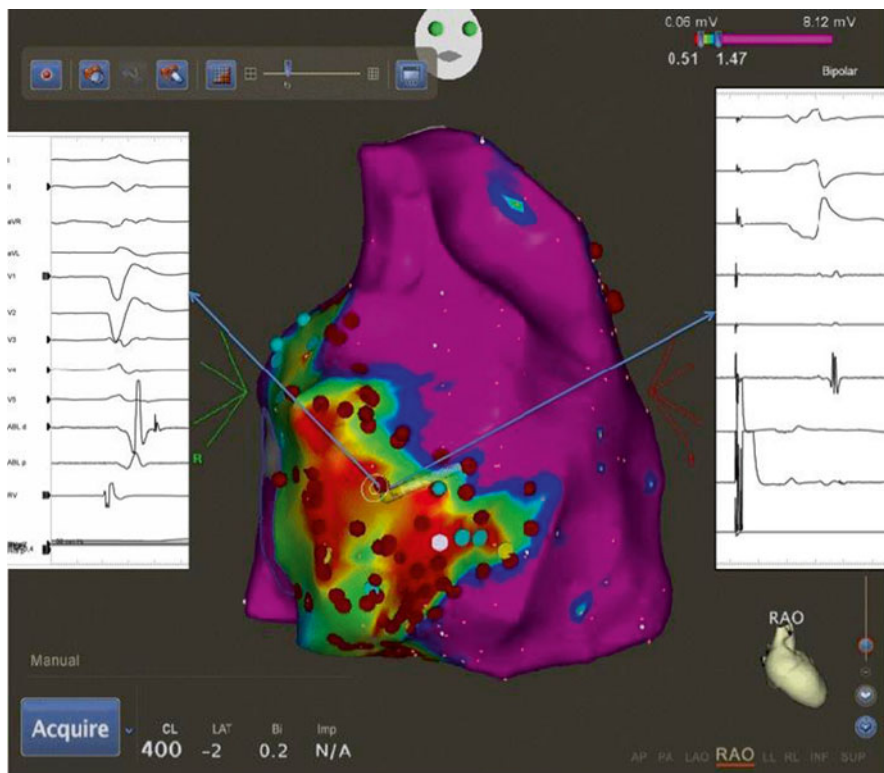 0.06 mV 8.12 mV
0.51 1.47
Bipolar
I
II
aVR
aVL
V1
V2
V3
V4
V5
ABL d
ABL p
RV
R
RAO
Manual
Acquire
CL LAT Bi Imp
400 -2 0.2 N/A
AP PA LAO RAO LL RL INF SUP